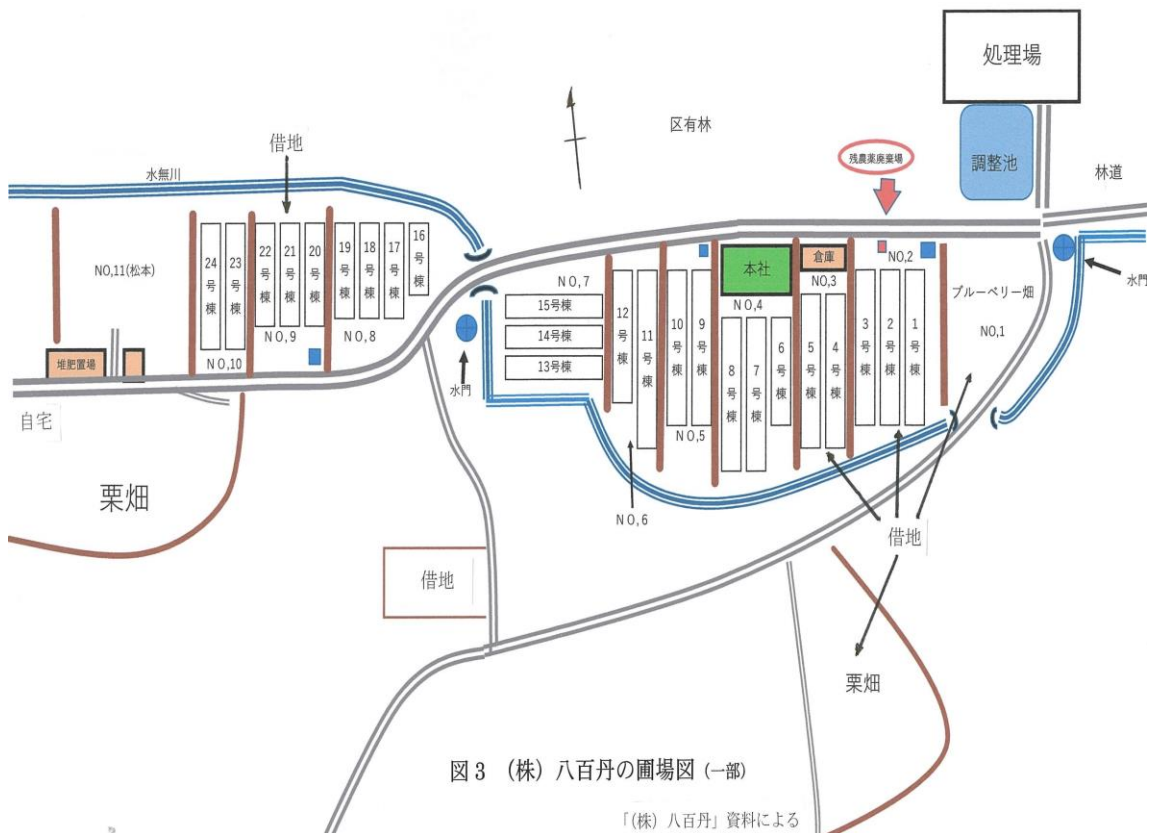 処理場
調整池
区有林
残農薬廃棄場
林道
借地
水無川
NO,11(松本)
24号棟
23号棟
22号棟
21号棟
20号棟
19号棟
18号棟
17号棟
16号棟
NO,10
NO,9
NO,8
堆肥置場
自宅
栗畑
水門
NO,7
15号棟
14号棟
13号棟
12号棟
11号棟
NO,6
10号棟
9号棟
NO,5
本社
NO,4
8号棟
7号棟
6号棟
倉庫
NO,3
5号棟
4号棟
NO,2
3号棟
2号棟
1号棟
ブルーベリー畑
NO,1
水門
借地
借地
栗畑
図3 (株)八百丹の圃場図(一部)
「(株)八百丹」資料による